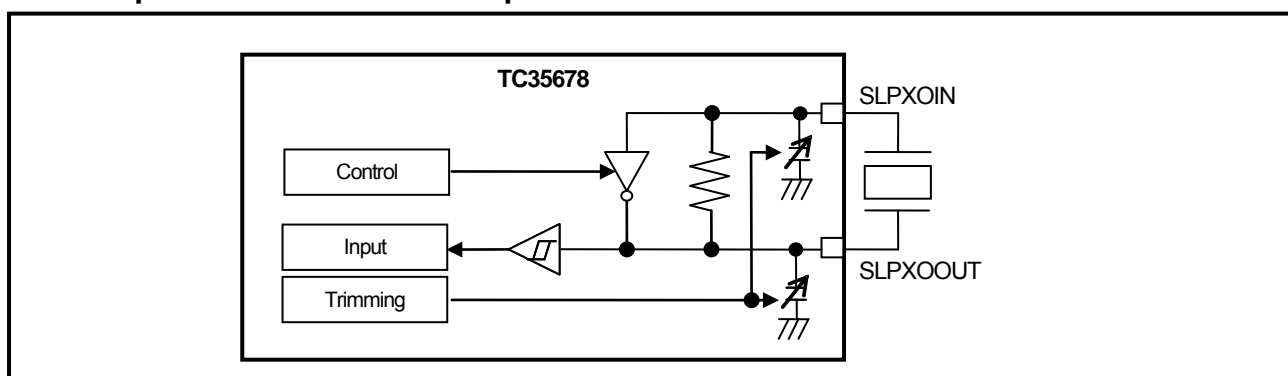 TC35678
SLPXOIN
Control
Input
SLPXOOUT
Trimming